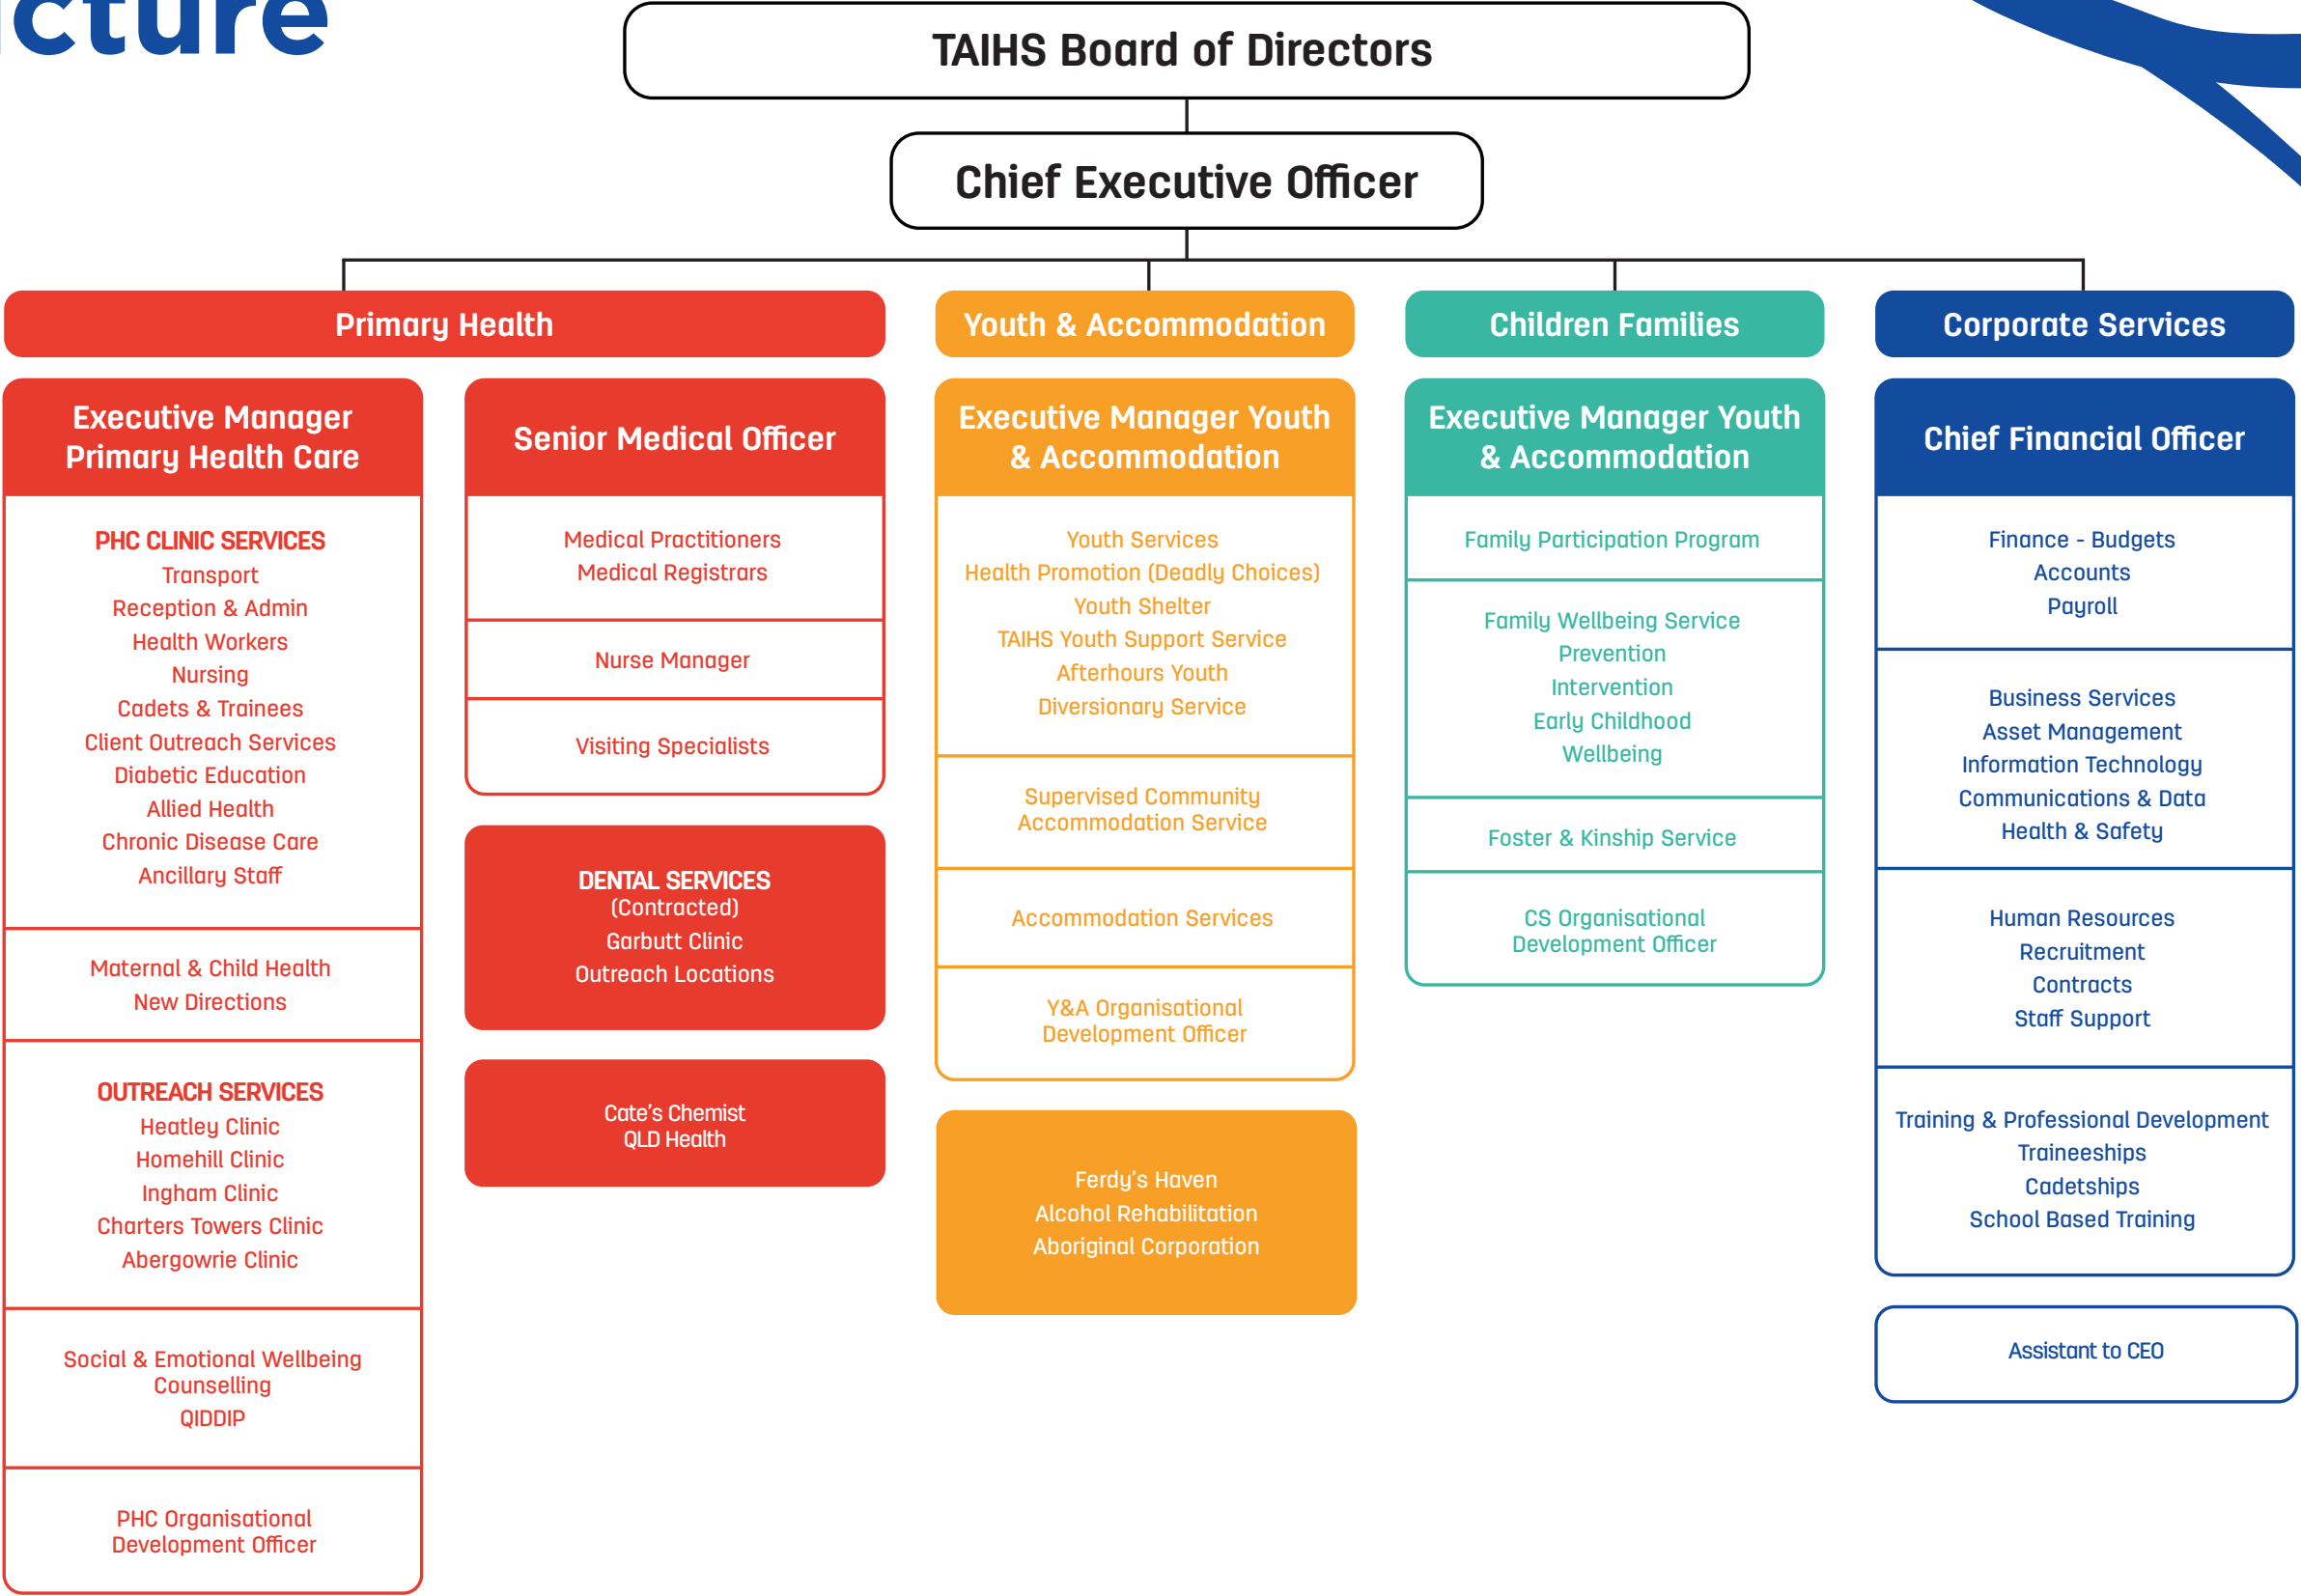 cture
TAIHS Board of Directors
Chief Executive Officer
Primary Health
Executive Manager
Primary Health Care
PHC CLINIC SERVICES
Transport
Reception & Admin
Health Workers
Nursing
Cadets & Trainees
Client Outreach Services
Diabetic Education
Allied Health
Chronic Disease Care
Ancillary Staff
Maternal & Child Health
New Directions
OUTREACH SERVICES
Heatley Clinic
Homehill Clinic
Ingham Clinic
Charters Towers Clinic
Abergowrie Clinic
Social & Emotional Wellbeing
Counselling
QIDDIP
PHC Organisational
Development Officer
Senior Medical Officer
Medical Practitioners
Medical Registrars
Nurse Manager
Visiting Specialists
DENTAL SERVICES
(Contracted)
Garbutt Clinic
Outreach Locations
Cate's Chemist
QLD Health
Youth & Accommodation
Executive Manager Youth
& Accommodation
Youth Services
Health Promotion (Deadly Choices)
Youth Shelter
TAIHS Youth Support Service
Afterhours Youth
Diversionary Service
Supervised Community
Accommodation Service
Accommodation Services
Y&A Organisational
Development Officer
Ferdy's Haven
Alcohol Rehabilitation
Aboriginal Corporation
Children Families
Executive Manager Youth
& Accommodation
Family Participation Program
Family Wellbeing Service
Prevention
Intervention
Early Childhood
Wellbeing
Foster & Kinship Service
CS Organisational
Development Officer
Corporate Services
Chief Financial Officer
Finance - Budgets
Accounts
Payroll
Business Services
Asset Management
Information Technology
Communications & Data
Health & Safety
Human Resources
Recruitment
Contracts
Staff Support
Training & Professional Development
Traineeships
Cadetships
School Based Training
Assistant to CEO